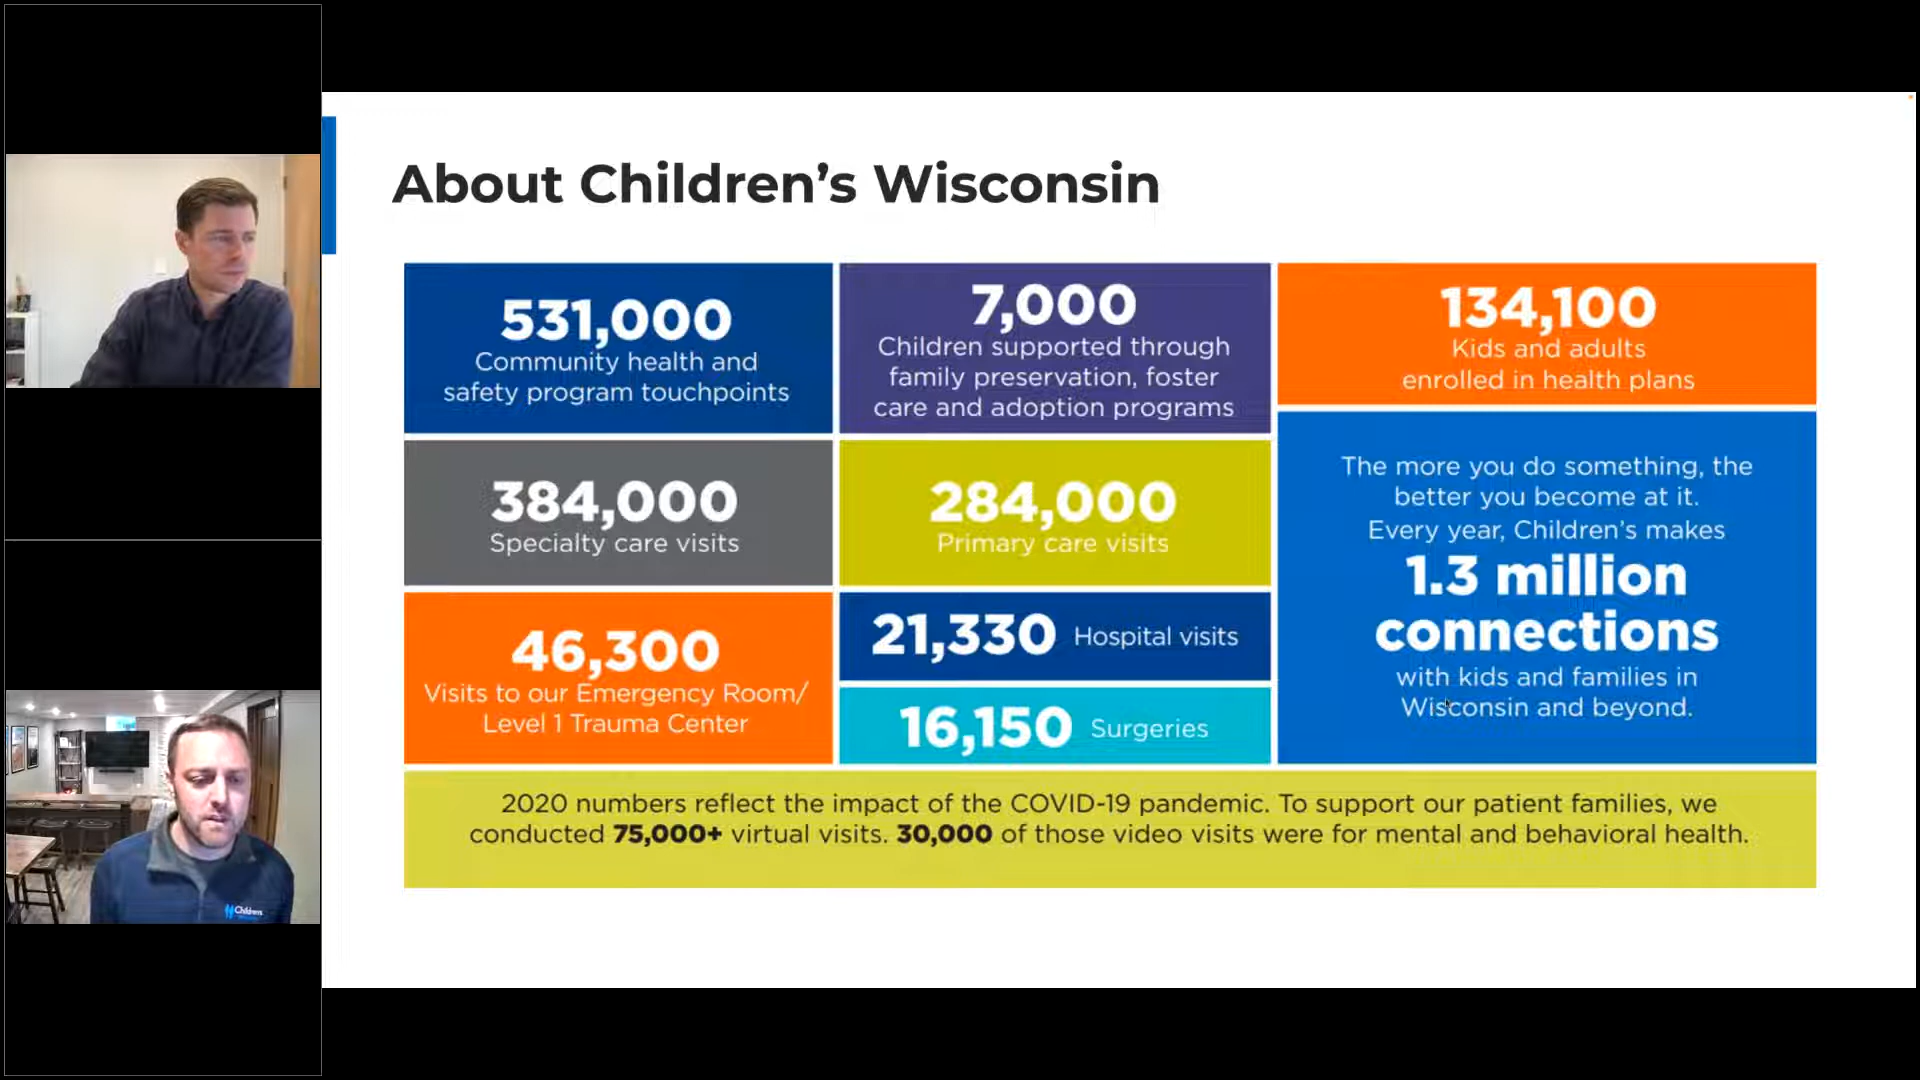 About Children's Wisconsin
531,000
Community health and
safety program touchpoints
7,000
Children supported through
family preservation, foster
care and adoption programs
134,100
Kids and adults
enrolled in health plans
384,000
Specialty care visits
284,000
Primary care visits
The more you do something, the
better you become at it.
Every year, Children's makes
1.3 million
connections
with kids and families in
Wisconsin and beyond.
46,300
Visits to our Emergency Room/
Level 1 Trauma Center
21,330 Hospital visits
16,150 Surgeries
2020 numbers reflect the impact of the COVID-19 pandemic. To support our patient families, we
conducted 75,000+ virtual visits. 30,000 of those video visits were for mental and behavioral health.
Childrens